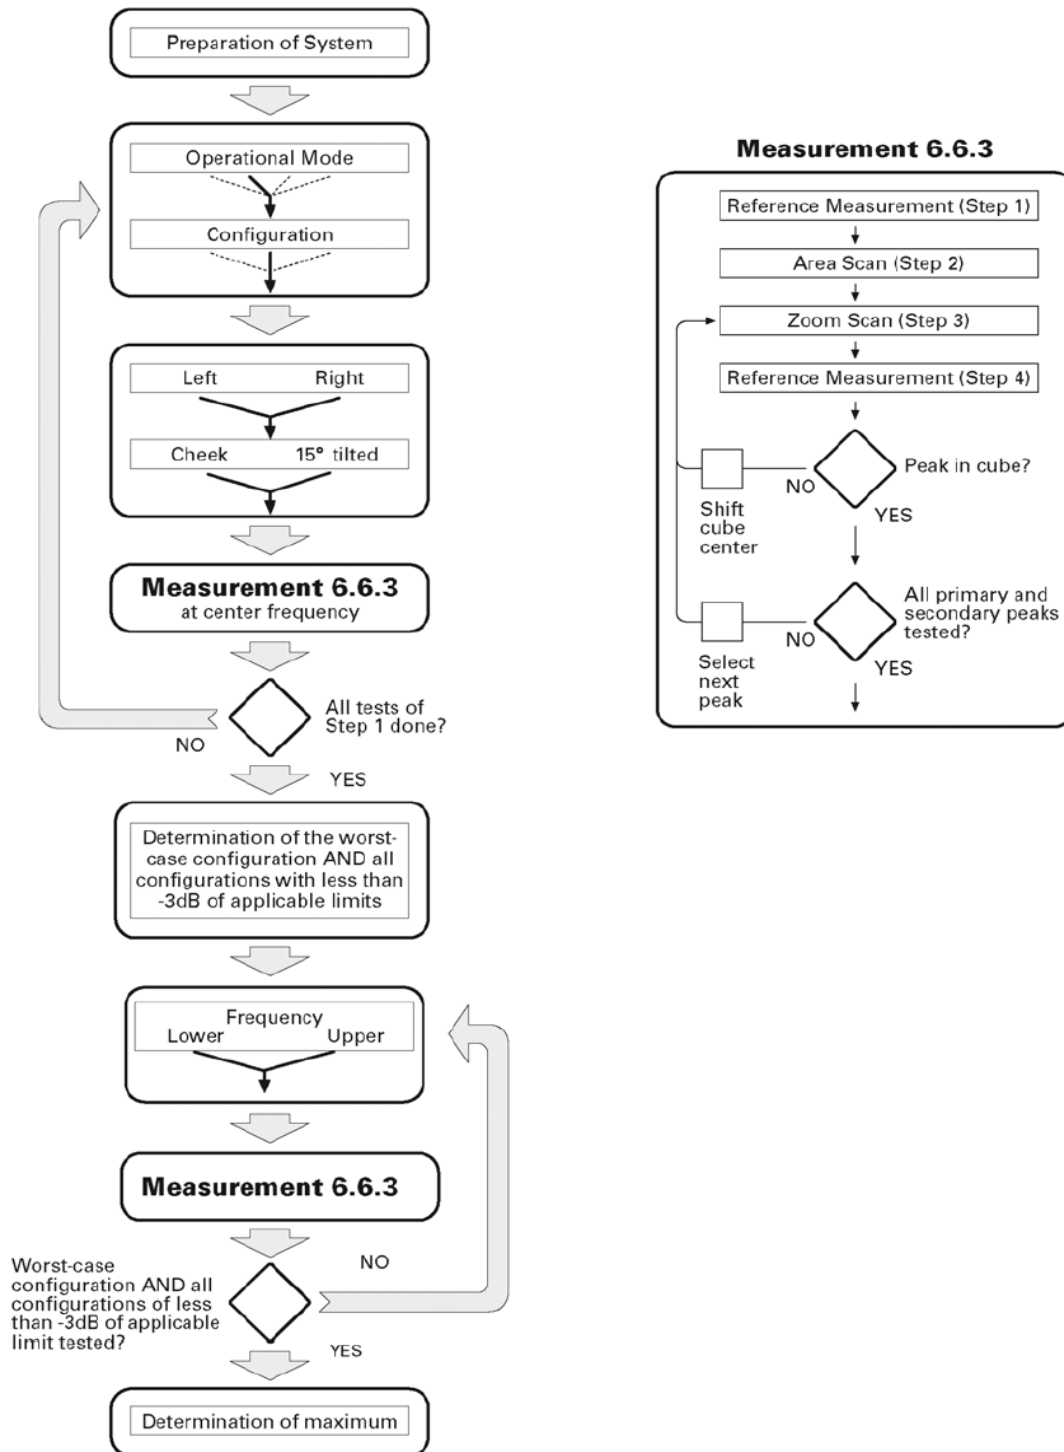 Preparation of System
Operational Mode
Configuration
Left Right
Cheek 15° tilted
Measurement 6.6.3
at center frequency
All tests of
Step 1 done?
NO
YES
Determination of the worst-
case configuration AND all
configurations with less than
-3dB of applicable limits
Frequency
Lower Upper
Measurement 6.6.3
NO
Worst-case
configuration AND all
configurations of less
than -3dB of applicable
limit tested?
YES
Determination of maximum
Measurement 6.6.3
Reference Measurement (Step 1)
Area Scan (Step 2)
Zoom Scan (Step 3)
Reference Measurement (Step 4)
Peak in cube?
NO
YES
Shift
cube
center
All primary and
secondary peaks
tested?
NO
YES
Select
next
peak